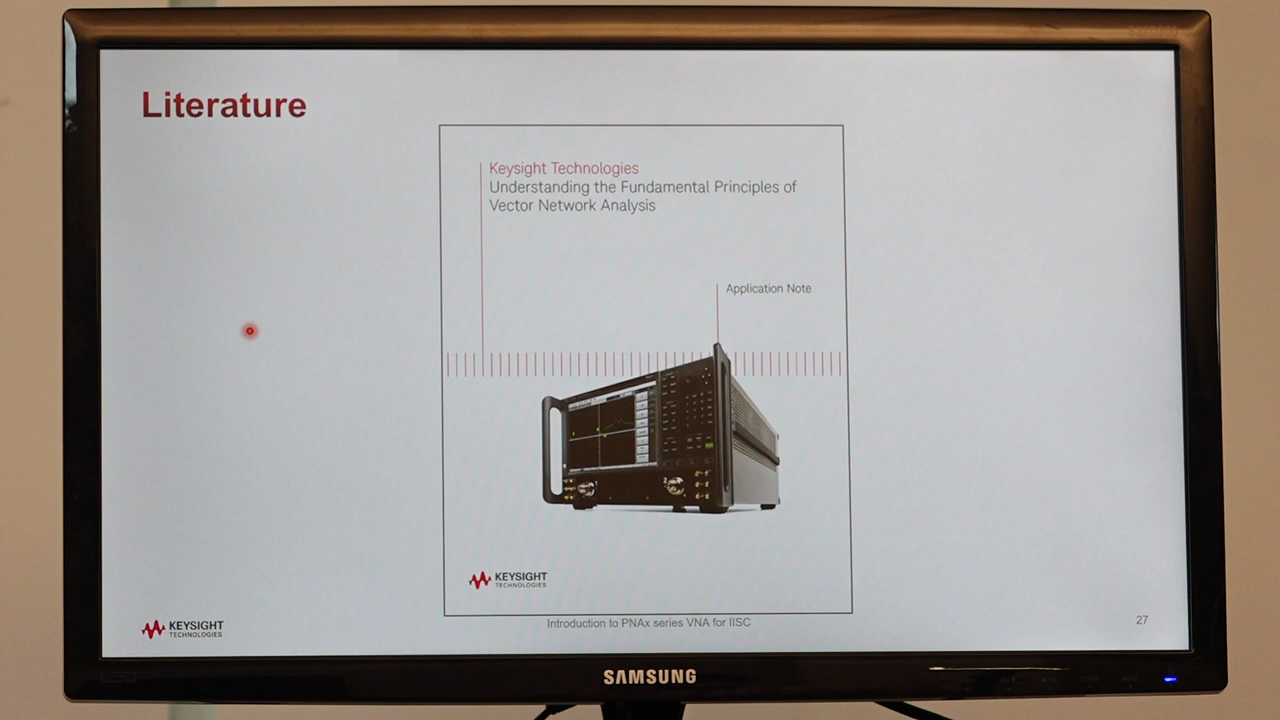 Literature
Keysight Technologies
Understanding the Fundamental Principles of
Vector Network Analysis
Application Note
KEYSIGHT
TECHNOLOGIES
KEYSIGHT
TECHNOLOGIES
Introduction to PNAx series VNA for IISC
27
SAMSUNG